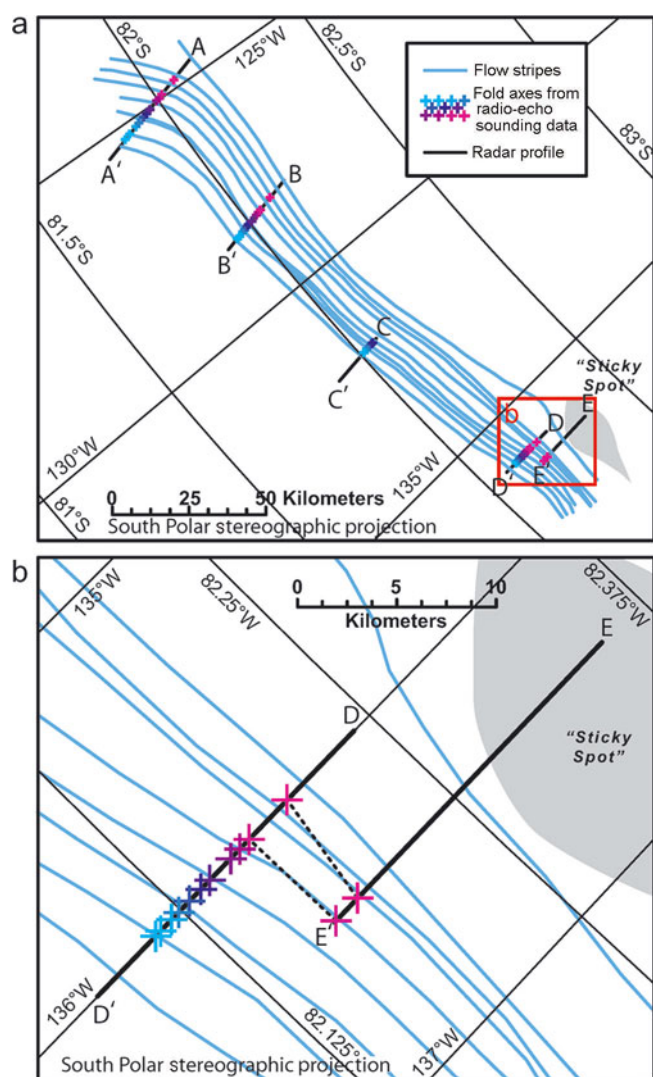 a
82°S
A
125°W
82.5°S
Flow stripes
Fold axes from
radio-echo
sounding data
Radar profile
83°S
A'
81.5°S
B
B'
C
C'
"Sticky
Spot"
E
b
D
D'
E'
130°W
135°W
81°S
0 25 50 Kilometers
South Polar stereographic projection
b
135°W
82.25°W
0 5 10
Kilometers
82.375°W
E
"Sticky
Spot"
D
E'
136°W
D'
82.125°
137°W
South Polar stereographic projection